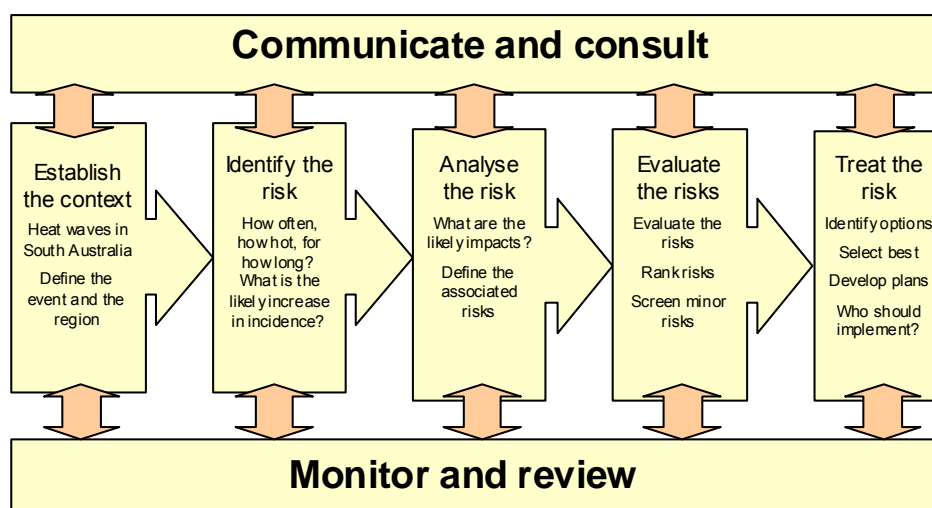 Communicate and consult
Establish
the context
Heat waves in
South Australia
Define the
event and the
region
Identify the
risk
How often,
how hot, for
how long?
What is the
likely increase
in incidence?
Analyse
the risk
What are the
likely impacts?
Define the
associated
risks
Evaluate
the risks
Evaluate the
risks
Rank risks
Screen minor
risks
Treat the
risk
Identify options
Select best
Develop plans
Who should
implement?
Monitor and review